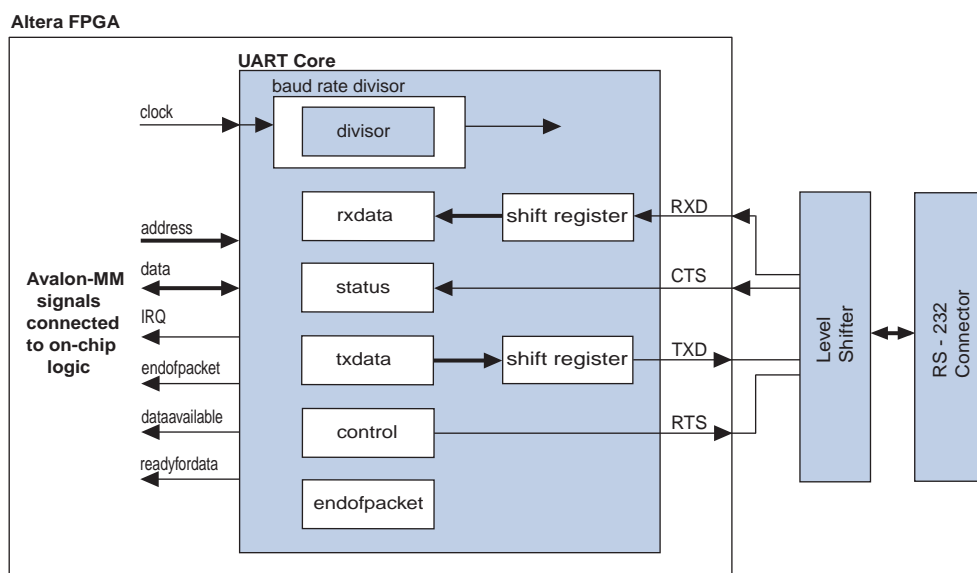 Altera FPGA
UART Core
baud rate divisor
clock
divisor
rxdata
shift register
RXD
address
data
status
CTS
Avalon-MM
signals
connected
to on-chip
logic
IRQ
txdata
shift register
TXD
endofpacket
dataavailable
control
RTS
readyfordata
endofpacket
Level
Shifter
RS - 232
Connector